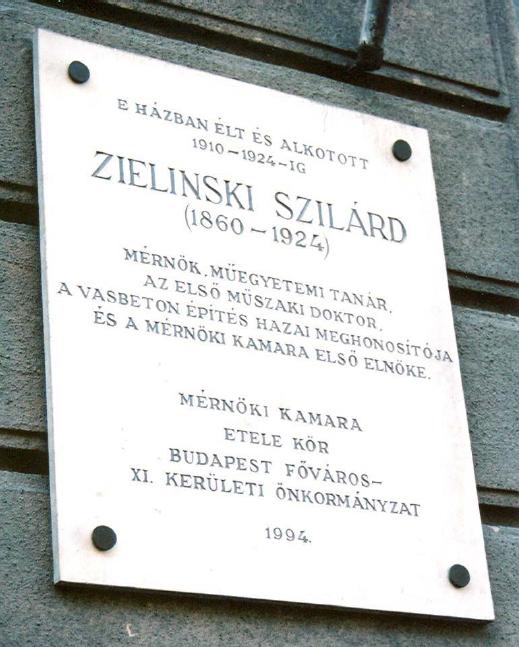 E HÁZBAN ÉLT ÉS ALKOTOTT
1910–1924-IG
ZIELINSKI SZILÁRD
(1860–1924)
MÉRNÖK, MŰEGYETEMI TANÁR,
AZ ELSŐ MŰSZAKI DOKTOR,
A VASBETON ÉPÍTÉS HAZAI MEGHONOSÍTÓJA
ÉS A MÉRNÖKI KAMARA ELSŐ ELNÖKE.
MÉRNÖKI KAMARA
ETELE KÖR
BUDAPEST FŐVÁROS–
XI. KERÜLETI ÖNKORMÁNYZAT
1994.